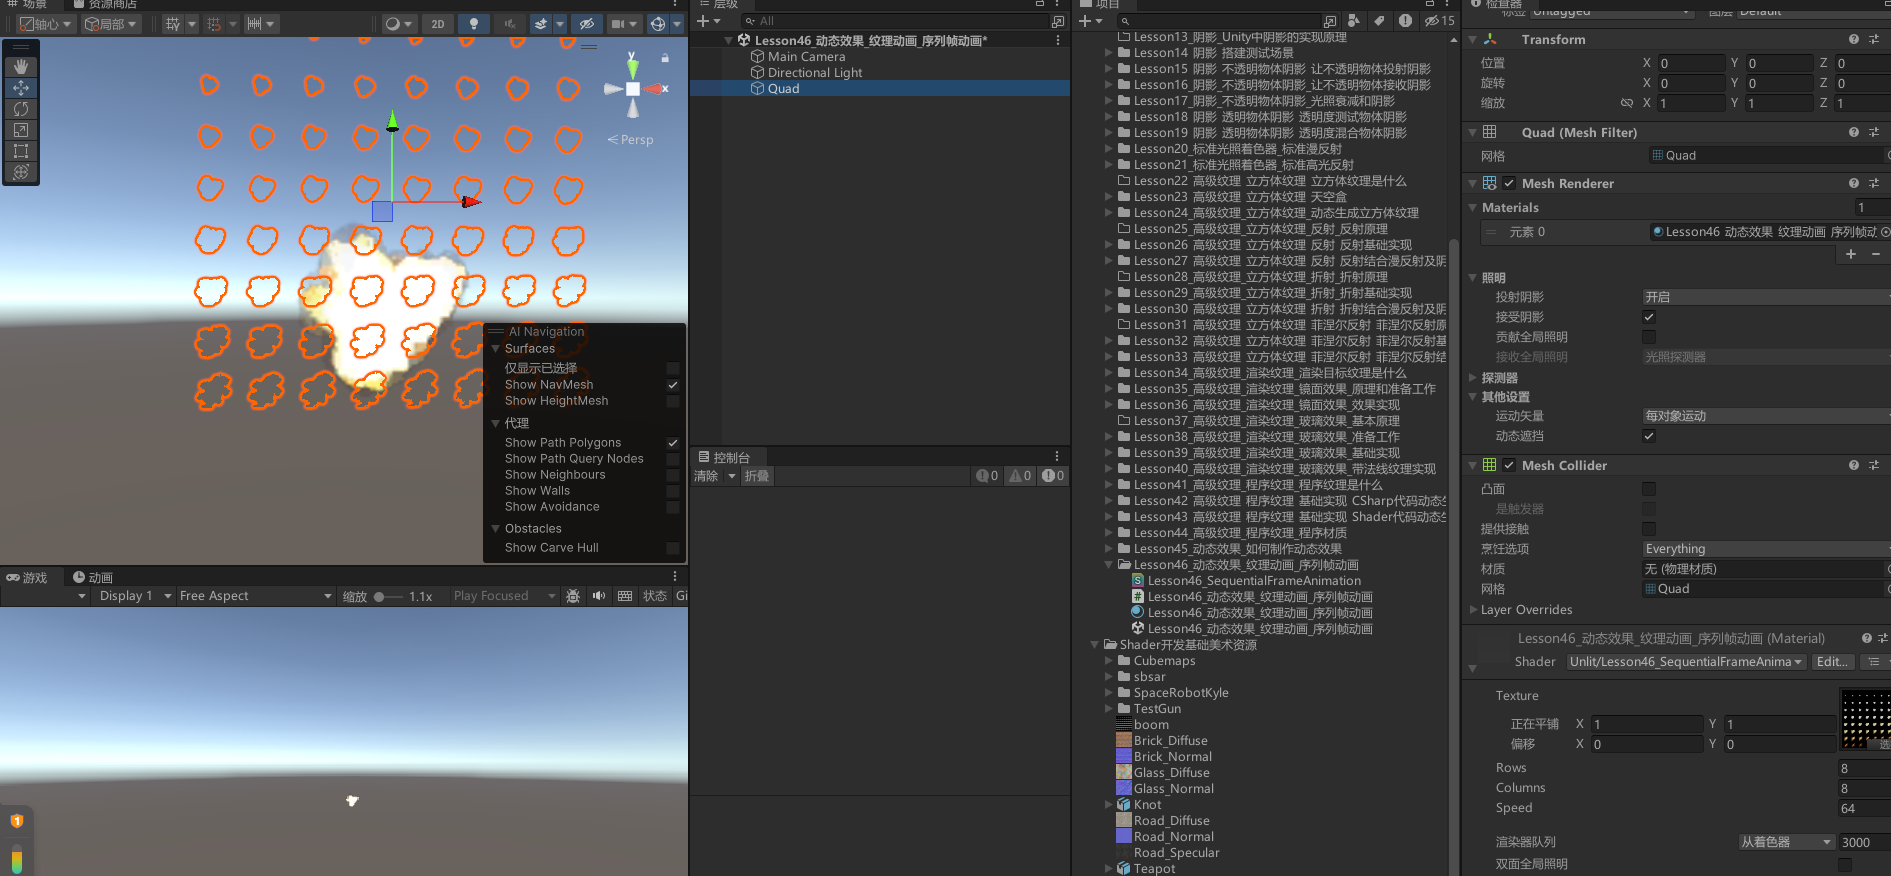 场景
资源商店
轴心
局部
2D
y
x
Persp
AI Navigation
Surfaces
仅显示已选择
Show NavMesh
Show HeightMesh
代理
Show Path Polygons
Show Path Query Nodes
Show Neighbours
Show Walls
Show Avoidance
Obstacles
Show Carve Hull
游戏
动画
Display 1
Free Aspect
缩放
1.1x
Play Focused
状态
Gi
1
层级
All
Lesson46_动态效果_纹理动画_序列帧动画*
Main Camera
Directional Light
Quad
控制台
清除
折叠
0
0
0
项目
15
Lesson13_阴影_Unity中阴影的实现原理
Lesson14_阴影_搭建测试场景
Lesson15_阴影_不透明物体阴影_让不透明物体投射阴影
Lesson16_阴影_不透明物体阴影_让不透明物体接收阴影
Lesson17_阴影_不透明物体阴影_光照衰减和阴影
Lesson18_阴影_透明物体阴影_透明度测试物体阴影
Lesson19_阴影_透明物体阴影_透明度混合物体阴影
Lesson20_标准光照着色器_标准漫反射
Lesson21_标准光照着色器_标准高光反射
Lesson22_高级纹理_立方体纹理_立方体纹理是什么
Lesson23_高级纹理_立方体纹理_天空盒
Lesson24_高级纹理_立方体纹理_动态生成立方体纹理
Lesson25_高级纹理_立方体纹理_反射_反射原理
Lesson26_高级纹理_立方体纹理_反射_反射基础实现
Lesson27_高级纹理_立方体纹理_反射_反射结合漫反射及阴
Lesson28_高级纹理_立方体纹理_折射_折射原理
Lesson29_高级纹理_立方体纹理_折射_折射基础实现
Lesson30_高级纹理_立方体纹理_折射_折射结合漫反射及阴
Lesson31_高级纹理_立方体纹理_菲涅尔反射_菲涅尔反射原
Lesson32_高级纹理_立方体纹理_菲涅尔反射_菲涅尔反射基
Lesson33_高级纹理_立方体纹理_菲涅尔反射_菲涅尔反射结
Lesson34_高级纹理_渲染纹理_渲染目标纹理是什么
Lesson35_高级纹理_渲染纹理_镜面效果_原理和准备工作
Lesson36_高级纹理_渲染纹理_镜面效果_效果实现
Lesson37_高级纹理_渲染纹理_玻璃效果_基本原理
Lesson38_高级纹理_渲染纹理_玻璃效果_准备工作
Lesson39_高级纹理_渲染纹理_玻璃效果_基础实现
Lesson40_高级纹理_渲染纹理_玻璃效果_带法线纹理实现
Lesson41_高级纹理_程序纹理_程序纹理是什么
Lesson42_高级纹理_程序纹理_基础实现_CSharp代码动态生
Lesson43_高级纹理_程序纹理_基础实现_Shader代码动态生
Lesson44_高级纹理_程序纹理_程序材质
Lesson45_动态效果_如何制作动态效果
Lesson46_动态效果_纹理动画_序列帧动画
Lesson46_SequentialFrameAnimation
Lesson46_动态效果_纹理动画_序列帧动画
Lesson46_动态效果_纹理动画_序列帧动画
Lesson46_动态效果_纹理动画_序列帧动画
Shader开发基础美术资源
Cubemaps
sbsar
SpaceRobotKyle
TestGun
boom
Brick_Diffuse
Brick_Normal
Glass_Diffuse
Glass_Normal
Knot
Road_Diffuse
Road_Normal
Road_Specular
Teapot
检查器
标签 Untagged 图层 Default
Transform
位置 X 0 Y 0 Z 0
旋转 X 0 Y 0 Z 0
缩放 X 1 Y 1 Z 1
Quad (Mesh Filter)
网格 Quad
Mesh Renderer
Materials 1
元素 0 Lesson46_动态效果_纹理动画_序列帧动
照明
投射阴影 开启
接受阴影
贡献全局照明
接收全局照明 光照探测器
探测器
其他设置
运动矢量 每对象运动
动态遮挡
Mesh Collider
凸面
是触发器
提供接触
烹饪选项 Everything
材质 无 (物理材质)
网格 Quad
Layer Overrides
Lesson46_动态效果_纹理动画_序列帧动画 (Material)
Shader Unlit/Lesson46_SequentialFrameAnima Edit...
Texture
正在平铺 X 1 Y 1
偏移 X 0 Y 0
选
Rows 8
Columns 8
Speed 64
渲染器队列 从着色器 3000
双面全局照明